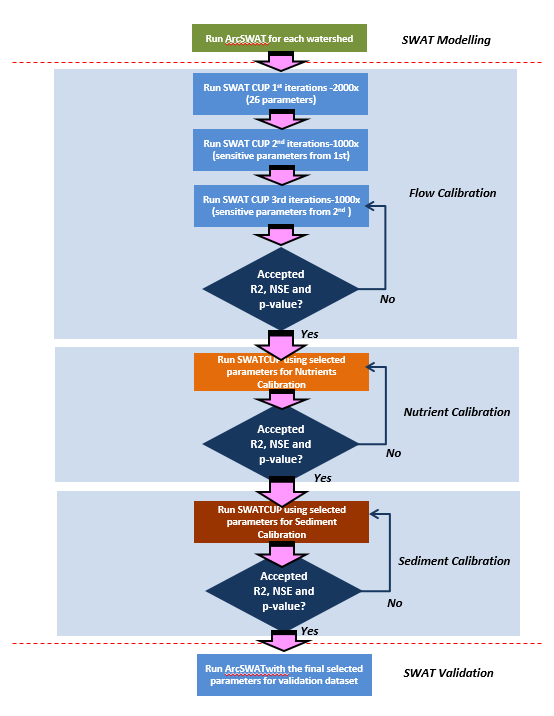 Run ArcSWAT for each watershed
SWAT Modelling
Run SWAT CUP 1st iterations -2000x
(26 parameters)
Run SWAT CUP 2nd iterations-1000x
(sensitive parameters from 1st)
Run SWAT CUP 3rd iterations-1000x
(sensitive parameters from 2nd )
Flow Calibration
Accepted
R2, NSE and
p-value?
No
Yes
Run SWATCUP using selected
parameters for Nutrients
Calibration
Nutrient Calibration
Accepted
R2, NSE and
p-value?
No
Yes
Run SWATCUP using selected
parameters for Sediment
Calibration
Sediment Calibration
Accepted
R2, NSE and
p-value?
No
Yes
Run ArcSWATwith the final selected
parameters for validation dataset
SWAT Validation